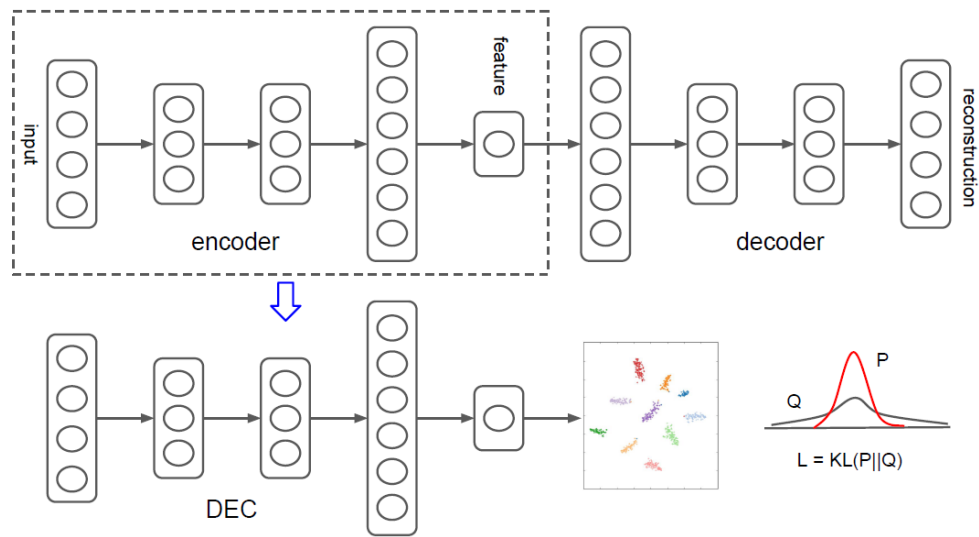 input
encoder
feature
decoder
reconstruction
DEC
Q
P
L = KL(P||Q)